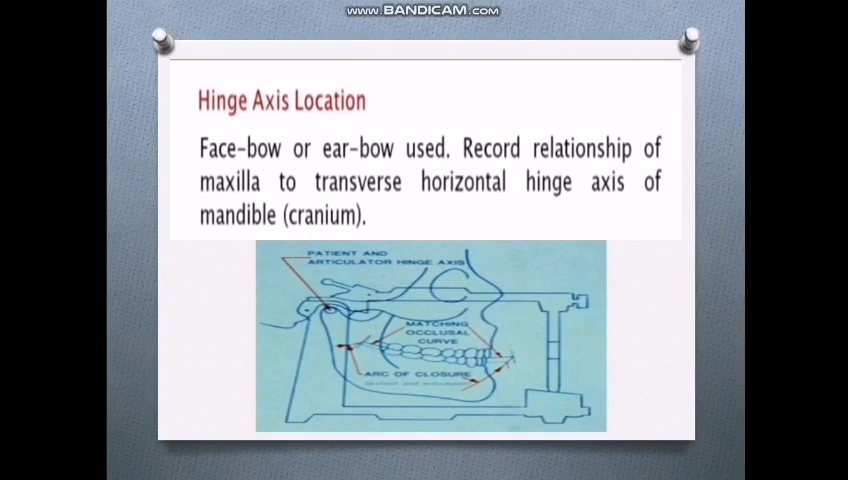 www.BANDICAM.com
Hinge Axis Location
Face-bow or ear-bow used. Record relationship of
maxilla to transverse horizontal hinge axis of
mandible (cranium).
PATIENT AND
ARTICULATOR HINGE AXIS
MATCHING
OCCLUSAL
CURVE
ARC OF CLOSURE